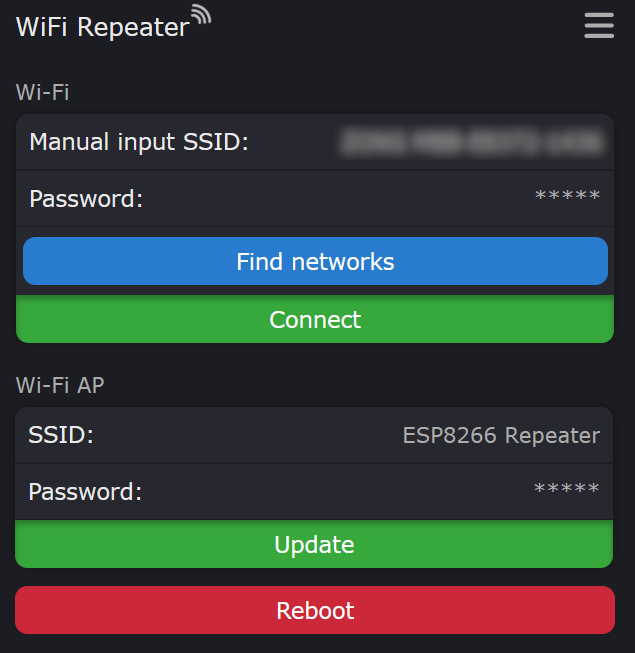 WiFi Repeater
Wi-Fi
Manual input SSID:
Password: *****
Find networks
Connect
Wi-Fi AP
SSID: ESP8266 Repeater
Password: *****
Update
Reboot